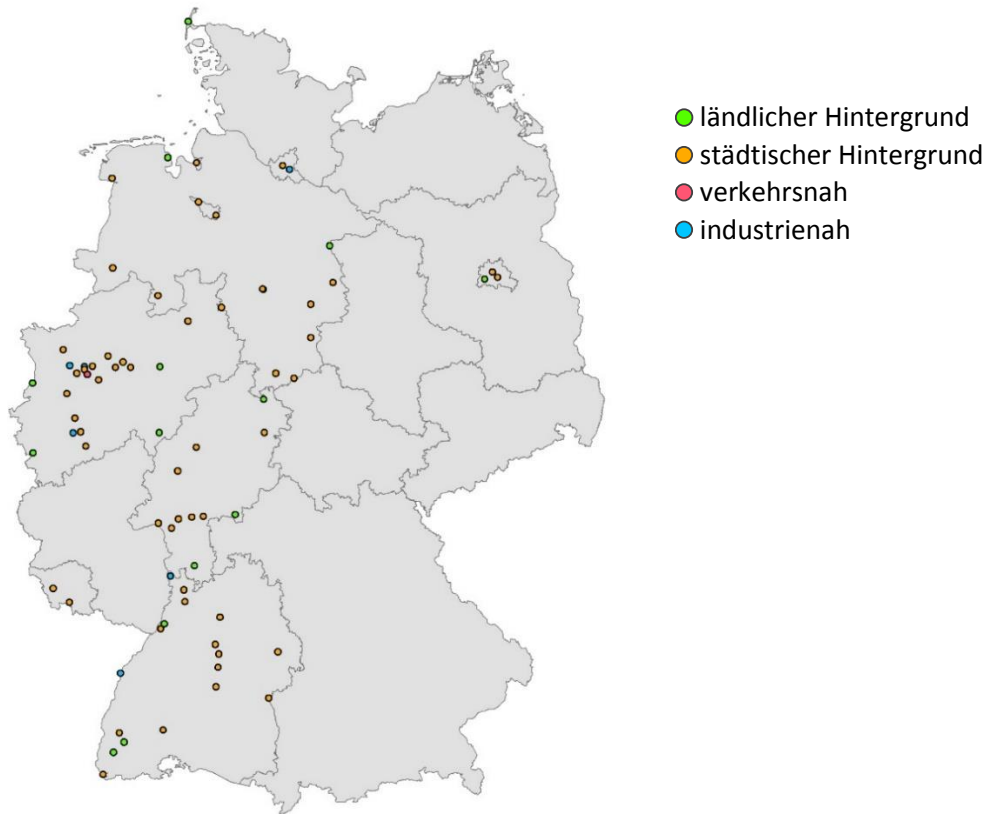 ländlicher Hintergrund
städtischer Hintergrund
verkehrsnah
industrienah